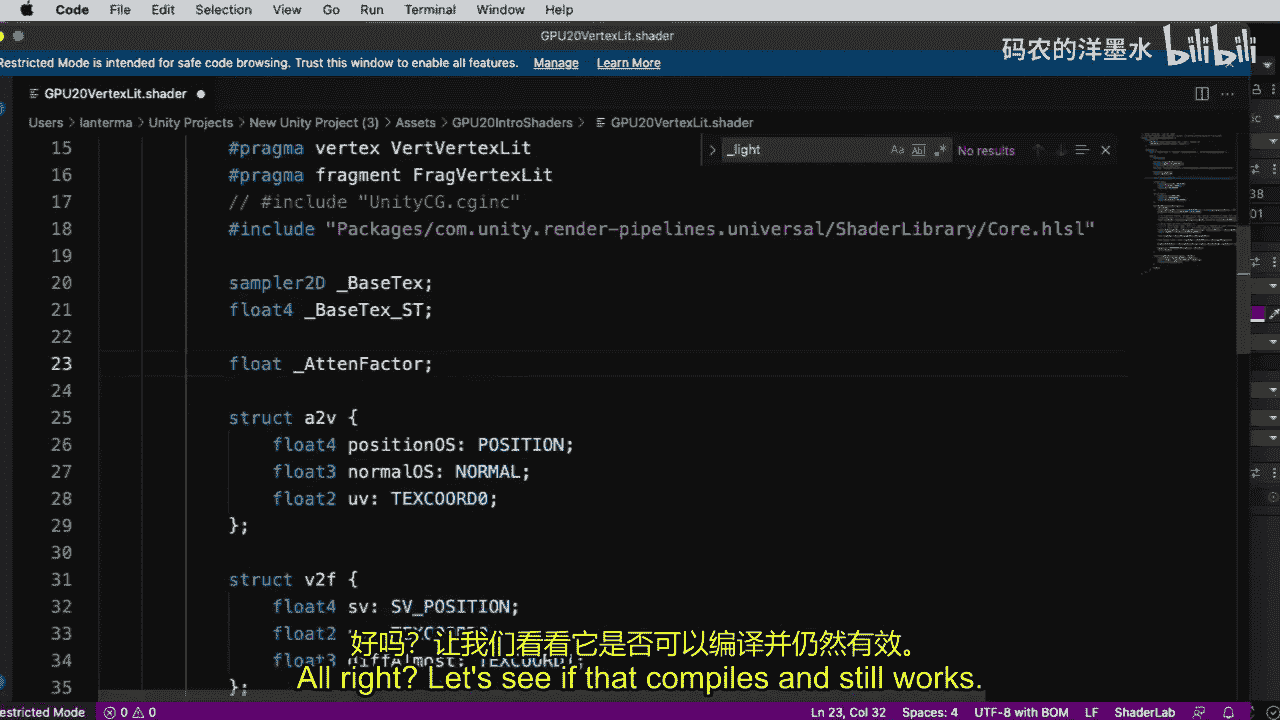 Code File Edit Selection View Go Run Terminal Window Help
GPU20VertexLit.shader
码农的洋墨水 bilibili
Restricted Mode is intended for safe code browsing. Trust this window to enable all features. Manage Learn More
GPU20VertexLit.shader
Users > lanterma > Unity Projects > New Unity Project (3) > Assets > GPU20IntroShaders > GPU20VertexLit.shader
_light No results
15 #pragma vertex VertVertexLit
16 #pragma fragment FragVertexLit
17 // #include "UnityCG.cginc"
18 #include "Packages/com.unity.render-pipelines.universal/ShaderLibrary/Core.hlsl"
19
20 sampler2D _BaseTex;
21 float4 _BaseTex_ST;
22
23 float _AttenFactor;
24
25 struct a2v {
26 float4 positionOS: POSITION;
27 float3 normalOS: NORMAL;
28 float2 uv: TEXCOORD0;
29 };
30
31 struct v2f {
32 float4 sv: SV_POSITION;
33 float2
34 float3
35 };
好吗？让我们看看它是否可以编译并仍然有效。
All right? Let's see if that compiles and still works.
estricted Mode 0 0 Ln 23, Col 32 Spaces: 4 UTF-8 with BOM LF ShaderLab